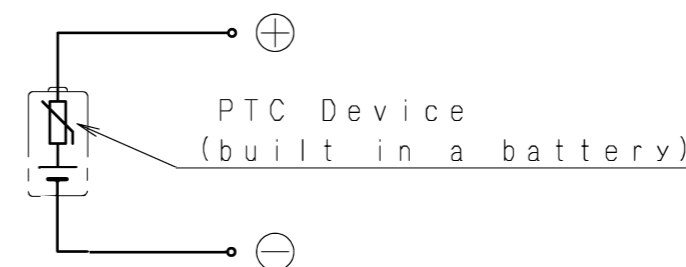 ⊕
PTC Device
(built in a battery)
⊖